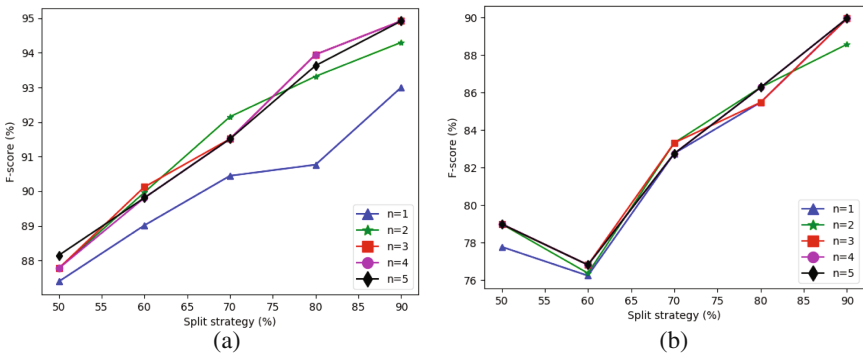 95
94
93
92
91
90
89
88
F-score (%)
50 55 60 65 70 75 80 85 90
Split strategy (%)
n=1
n=2
n=3
n=4
n=5
(a)
90
88
86
84
82
80
78
76
F-score (%)
50 55 60 65 70 75 80 85 90
Split strategy (%)
n=1
n=2
n=3
n=4
n=5
(b)